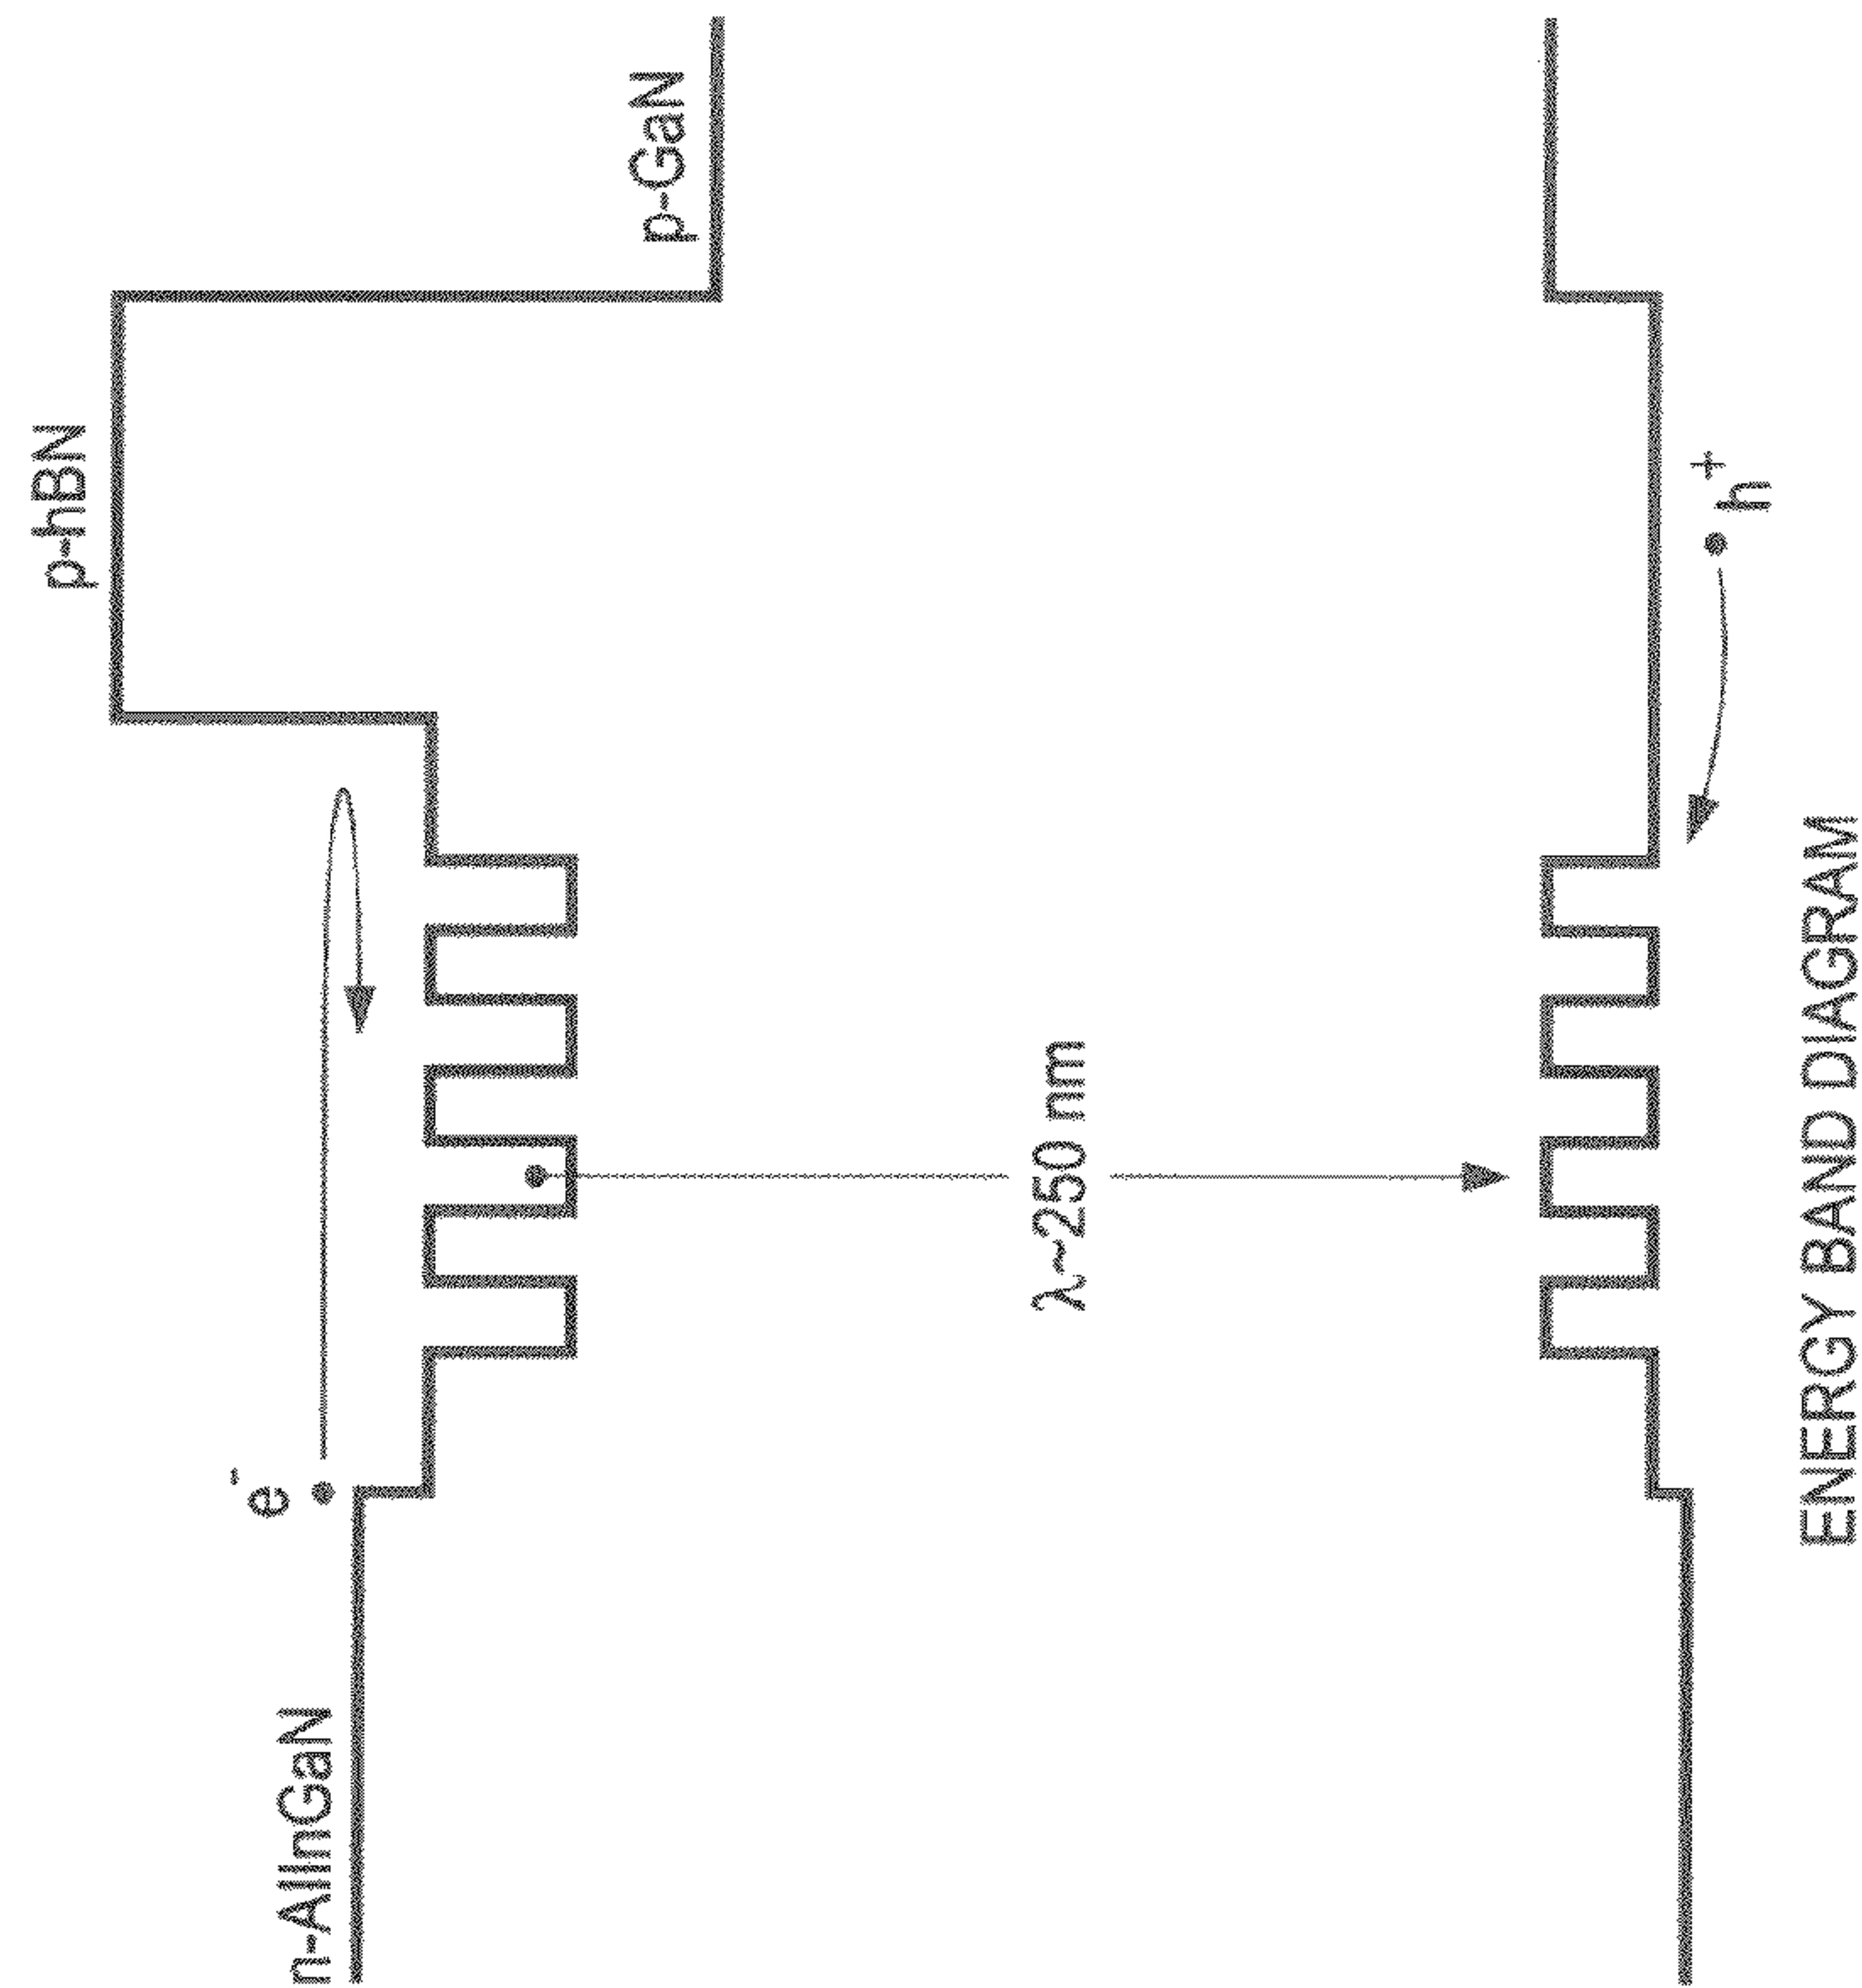 p-hBN
p-GaN
e-
n-AlInGaN
λ~250 nm
h+
ENERGY BAND DIAGRAM